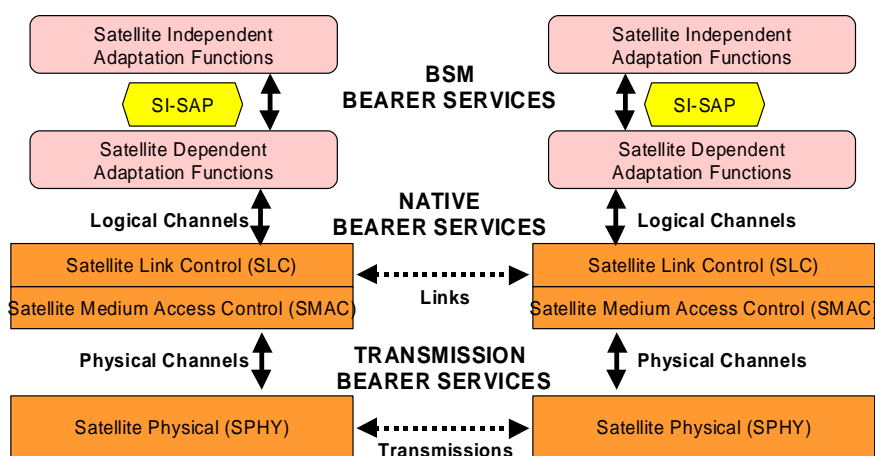 Satellite Independent
Adaptation Functions
Satellite Independent
Adaptation Functions
BSM
BEARER SERVICES
SI-SAP
SI-SAP
Satellite Dependent
Adaptation Functions
Satellite Dependent
Adaptation Functions
NATIVE
BEARER SERVICES
Logical Channels
Logical Channels
Satellite Link Control (SLC)
Satellite Link Control (SLC)
Links
Satellite Medium Access Control (SMAC)
Satellite Medium Access Control (SMAC)
TRANSMISSION
BEARER SERVICES
Physical Channels
Physical Channels
Satellite Physical (SPHY)
Satellite Physical (SPHY)
Transmissions